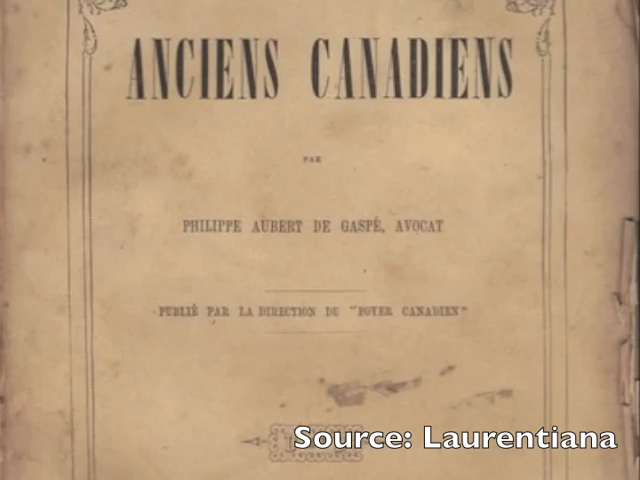 ANCIENS CANADIENS
PAR
PHILIPPE AUBERT DE GASPÉ, AVOCAT
PUBLIÉ PAR LA DIRECTION DU "FOYER CANADIEN"
Source: Laurentiana